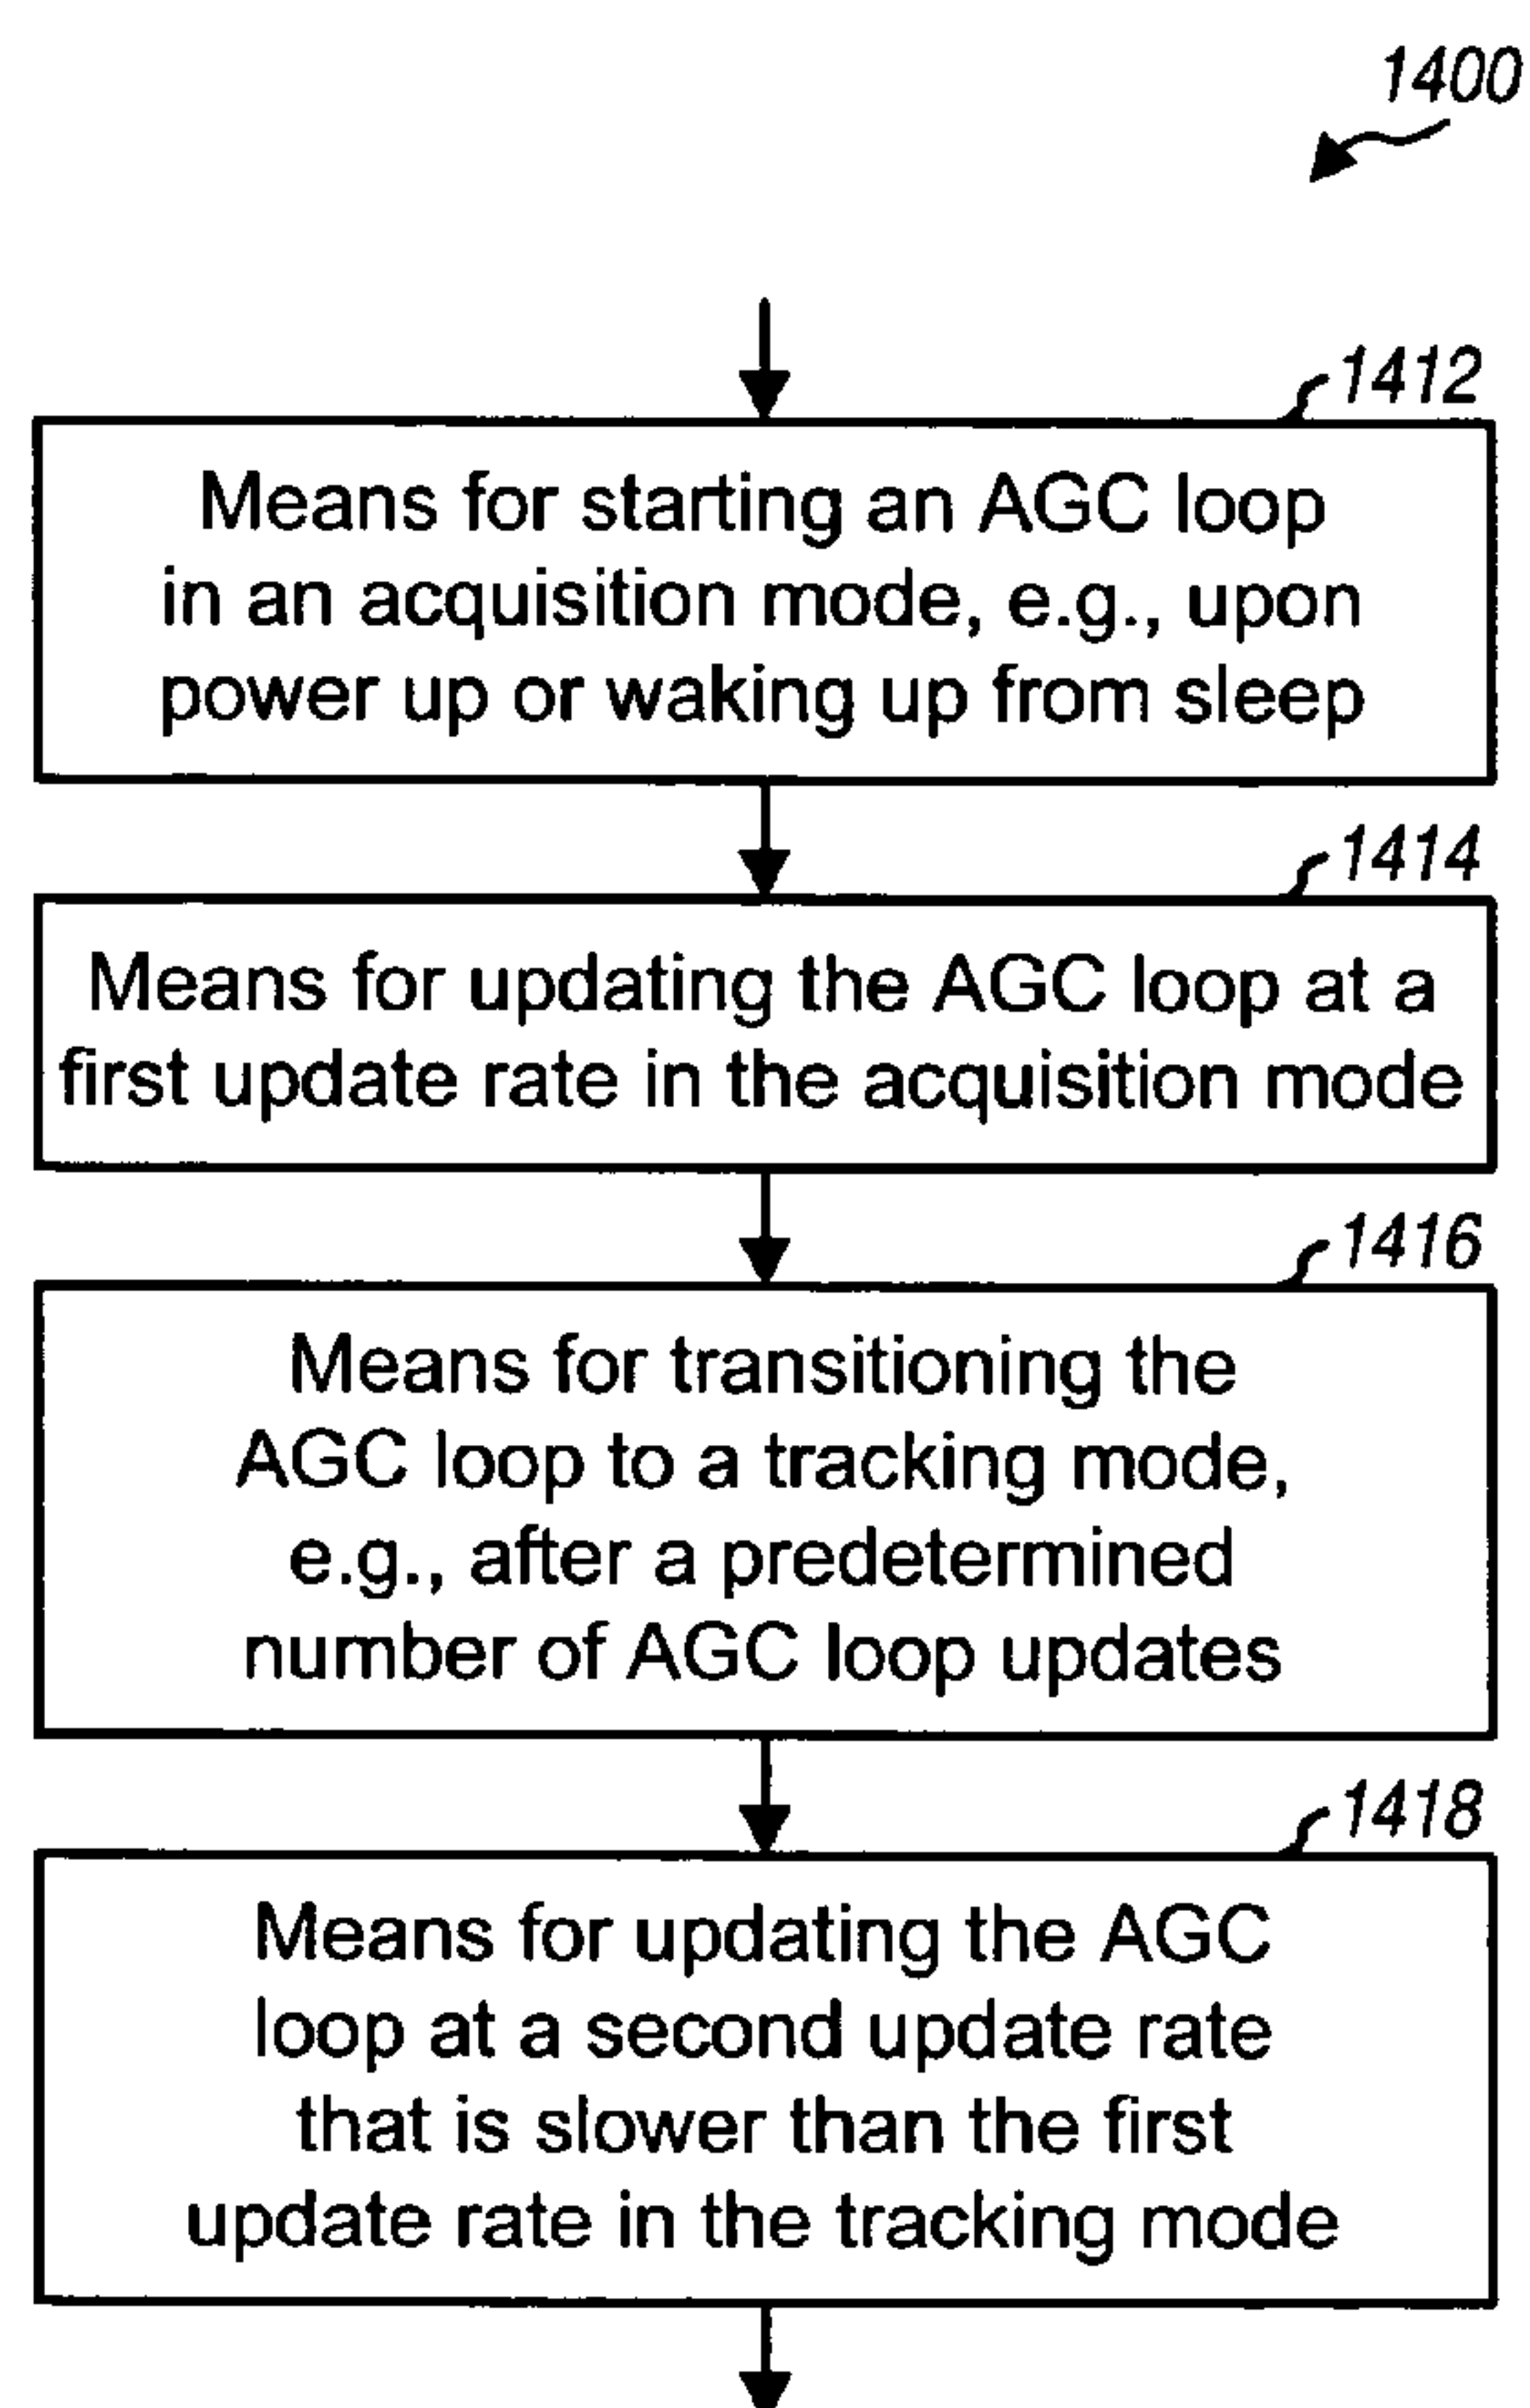 1400
1412
Means for starting an AGC loop
in an acquisition mode, e.g., upon
power up or waking up from sleep
1414
Means for updating the AGC loop at a
first update rate in the acquisition mode
1416
Means for transitioning the
AGC loop to a tracking mode,
e.g., after a predetermined
number of AGC loop updates
1418
Means for updating the AGC
loop at a second update rate
that is slower than the first
update rate in the tracking mode